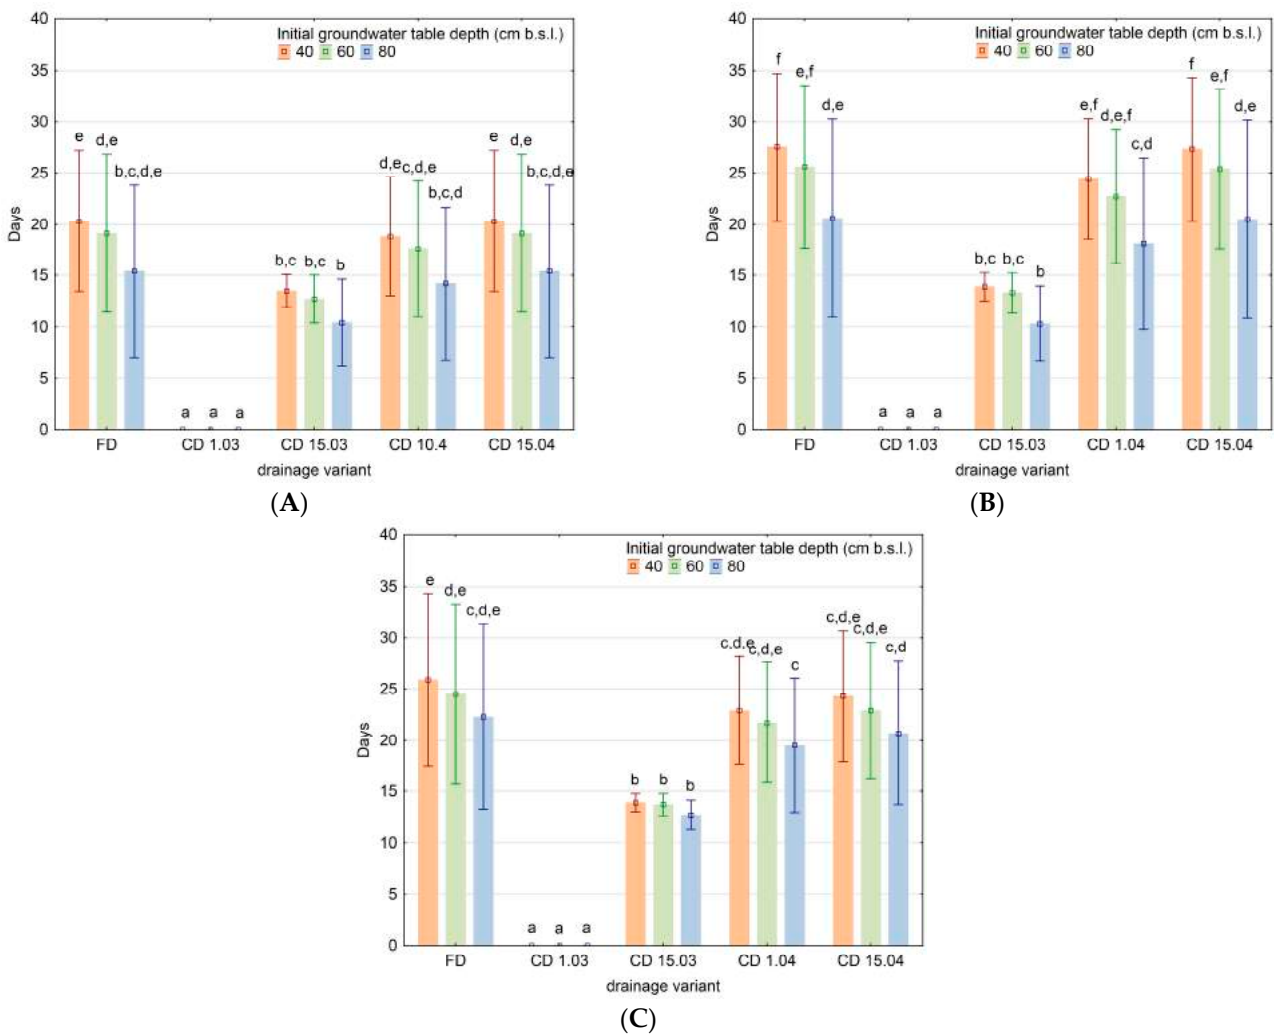 40
35
30
25
20
15
10
5
0
Days
Initial groundwater table depth (cm b.s.l.)
40 60 80
e d,e b,c,d,e
a a a
b,c b,c b
d,e c,d,e b,c,d
e d,e b,c,d,e
FD CD 1.03 CD 15.03 CD 10.4 CD 15.04
drainage variant
(A)
40
35
30
25
20
15
10
5
0
Days
Initial groundwater table depth (cm b.s.l.)
40 60 80
f e,f d,e
a a a
b,c b,c b
e,f d,e,f c,d
f e,f d,e
FD CD 1.03 CD 15.03 CD 1.04 CD 15.04
drainage variant
(B)
40
35
30
25
20
15
10
5
0
Days
Initial groundwater table depth (cm b.s.l.)
40 60 80
e d,e c,d,e
a a a
b b b
c,d,e c,d,e c
c,d,e c,d,e c,d
FD CD 1.03 CD 15.03 CD 1.04 CD 15.04
drainage variant
(C)